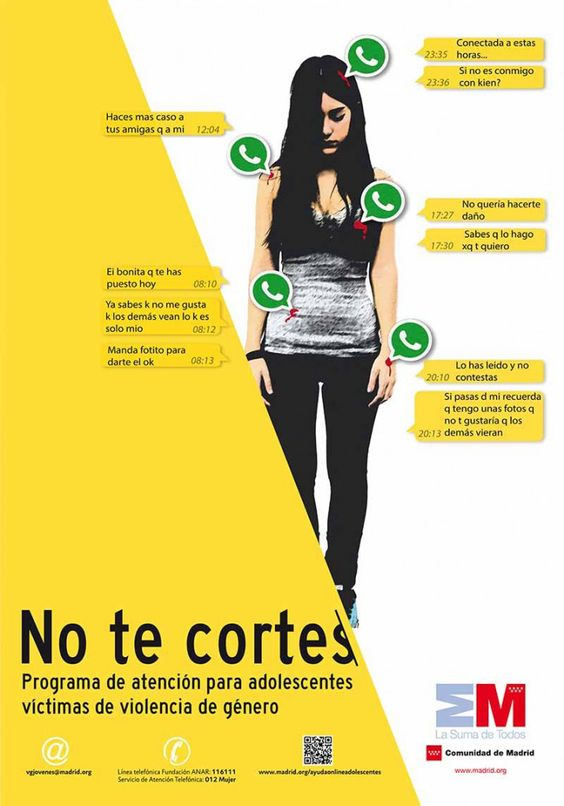 23:35 Conectada a estas
horas...
23:36 Si no es conmigo
con kien?
Haces mas caso a
tus amigas q a mi 12:04
17:27 No quería hacerte
daño
17:30 Sabes q lo hago
xq t quiero
Ei bonita q te has
puesto hoy 08:10
Ya sabes k no me gusta
k los demás vean lo k es
solo mio 08:12
Manda fotito para
darte el ok 08:13
Lo has leido y no
20:10 contestas
Si pasas d mi recuerda
q tengo unas fotos q
no t gustaría q los
20:13 demás vieran
No te cortes
Programa de atención para adolescentes
víctimas de violencia de género
@
vgjovenes@madrid.org
Línea telefónica Fundación ANAR: 116111
Servicio de Atención Telefónica: 012 Mujer
www.madrid.org/ayudaonlineadolescentes
M
La Suma de Todos
Comunidad de Madrid
www.madrid.org